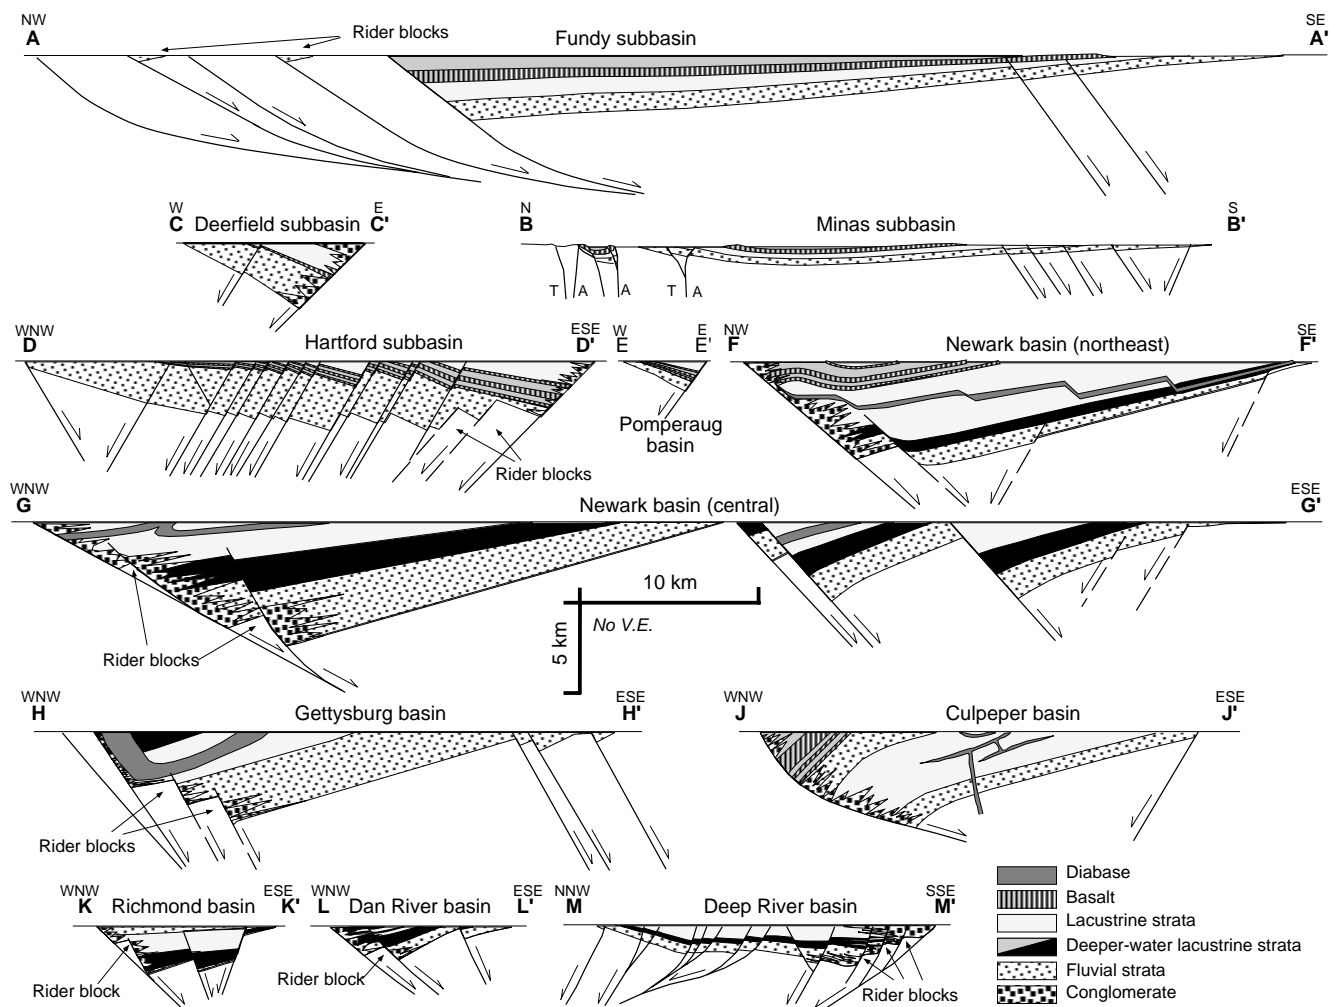 NW
A
Rider blocks
Fundy subbasin
SE
A'
W
C
Deerfield subbasin
E
C'
N
B
Minas subbasin
S
B'
T A A T A
WNW
D
Hartford subbasin
ESE
D'
Rider blocks
W
E
E
E'
Pomperaug
basin
NW
F
Newark basin (northeast)
SE
F'
WNW
G
Newark basin (central)
ESE
G'
Rider blocks
10 km
5 km
No V.E.
WNW
H
Gettysburg basin
ESE
H'
Rider blocks
WNW
J
Culpeper basin
ESE
J'
WNW
K
Richmond basin
ESE
K'
Rider block
WNW
L
Dan River basin
ESE
L'
Rider block
NNW
M
Deep River basin
SSE
M'
Rider blocks
Diabase
Basalt
Lacustrine strata
Deeper-water lacustrine strata
Fluvial strata
Conglomerate